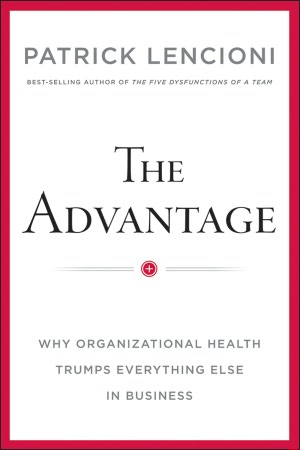 PATRICK LENCIONI
BEST-SELLING AUTHOR OF THE FIVE DYSFUNCTIONS OF A TEAM
THE
ADVANTAGE
WHY ORGANIZATIONAL HEALTH
TRUMPS EVERYTHING ELSE
IN BUSINESS